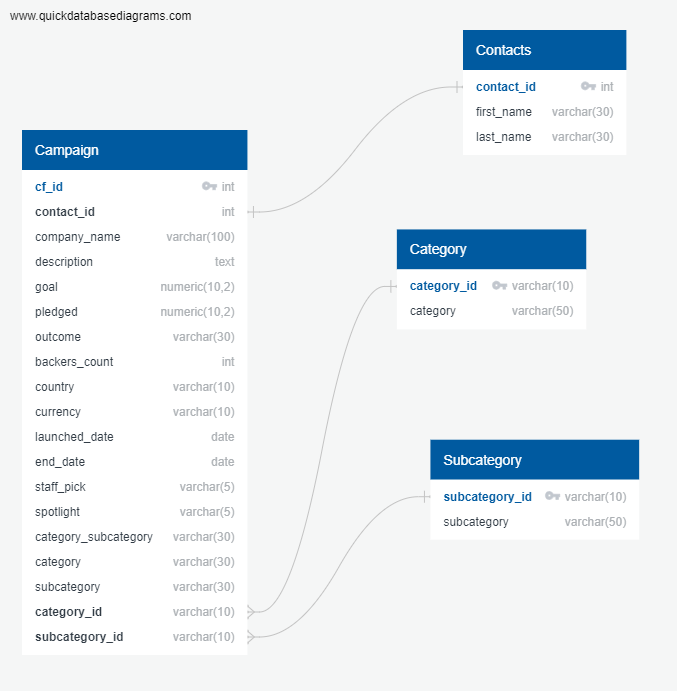 www.quickdatabasediagrams.com
Contacts
contact_id int
first_name varchar(30)
last_name varchar(30)
Campaign
cf_id int
contact_id int
company_name varchar(100)
description text
goal numeric(10,2)
pledged numeric(10,2)
outcome varchar(30)
backers_count int
country varchar(10)
currency varchar(10)
launched_date date
end_date date
staff_pick varchar(5)
spotlight varchar(5)
category_subcategory varchar(30)
category varchar(30)
subcategory varchar(30)
category_id varchar(10)
subcategory_id varchar(10)
Category
category_id varchar(10)
category varchar(50)
Subcategory
subcategory_id varchar(10)
subcategory varchar(50)